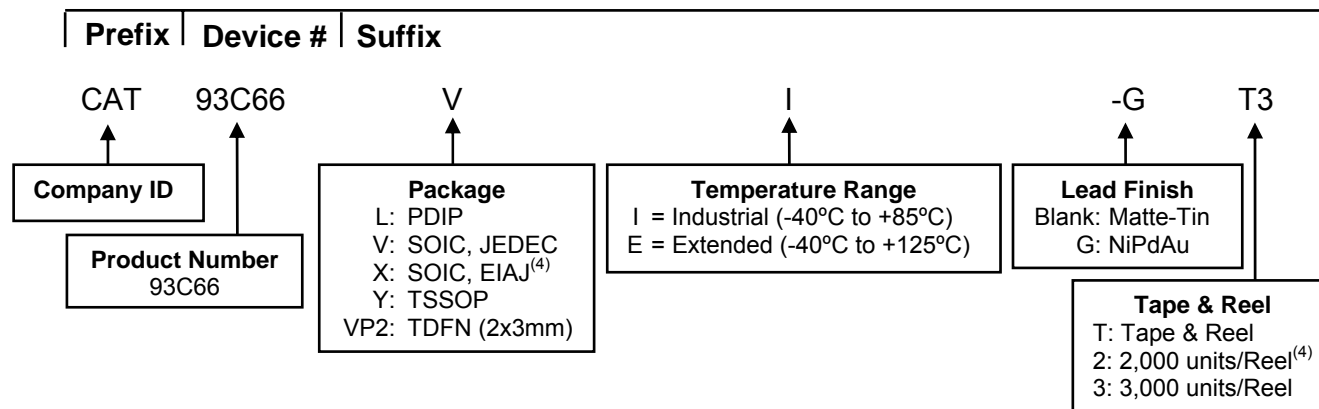 Prefix Device # Suffix
CAT 93C66 V I -G T3
Company ID
Product Number
93C66
Package
L: PDIP
V: SOIC, JEDEC
X: SOIC, EIAJ(4)
Y: TSSOP
VP2: TDFN (2x3mm)
Temperature Range
I = Industrial (-40ºC to +85ºC)
E = Extended (-40ºC to +125ºC)
Lead Finish
Blank: Matte-Tin
G: NiPdAu
Tape & Reel
T: Tape & Reel
2: 2,000 units/Reel(4)
3: 3,000 units/Reel